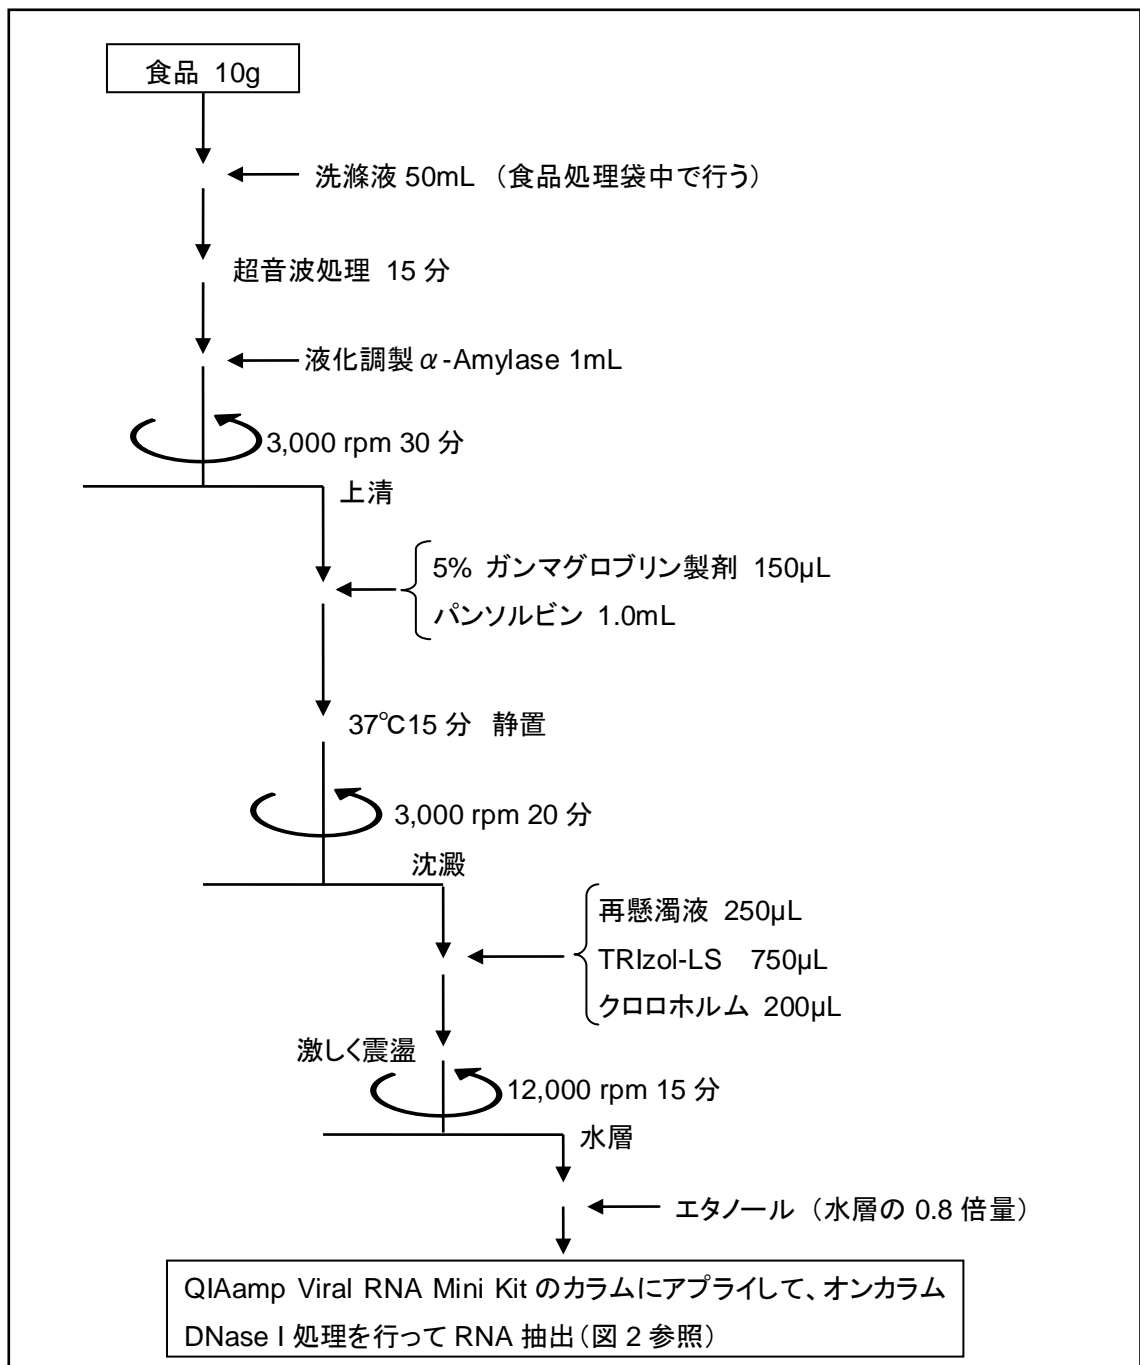 食品 10g
洗滌液 50mL （食品処理袋中で行う）
超音波処理 15 分
液化調製α-Amylase 1mL
3,000 rpm 30 分
上清
5% ガンマグロブリン製剤 150μL
パンソルビン 1.0mL
37℃15 分 静置
3,000 rpm 20 分
沈澱
再懸濁液 250μL
TRIzol-LS 750μL
クロロホルム 200μL
激しく震盪
12,000 rpm 15 分
水層
エタノール （水層の 0.8 倍量）
QIAamp Viral RNA Mini Kit のカラムにアプライして、オンカラム
DNase I 処理を行って RNA 抽出（図 2 参照）